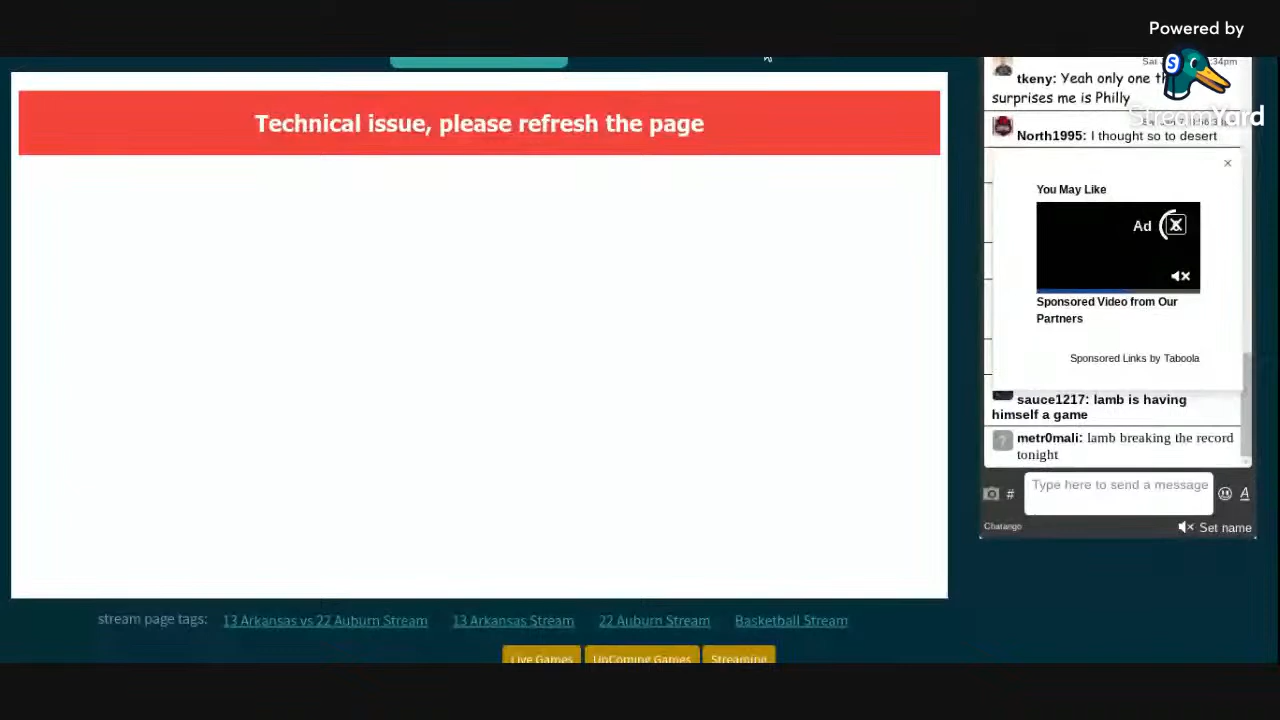 Powered by
StreamYard
Technical issue, please refresh the page
tkeny: Yeah only one
surprises me is Philly
North1995: I thought so to desert
You May Like
Ad
Sponsored Video from Our
Partners
Sponsored Links by Taboola
sauce1217: lamb is having
himself a game
metr0mali: lamb breaking the record
tonight
Type here to send a message
Chatango
Set name
stream page tags:
13 Arkansas vs 22 Auburn Stream
13 Arkansas Stream
22 Auburn Stream
Basketball Stream
Live Games
UpComing Games
Streaming